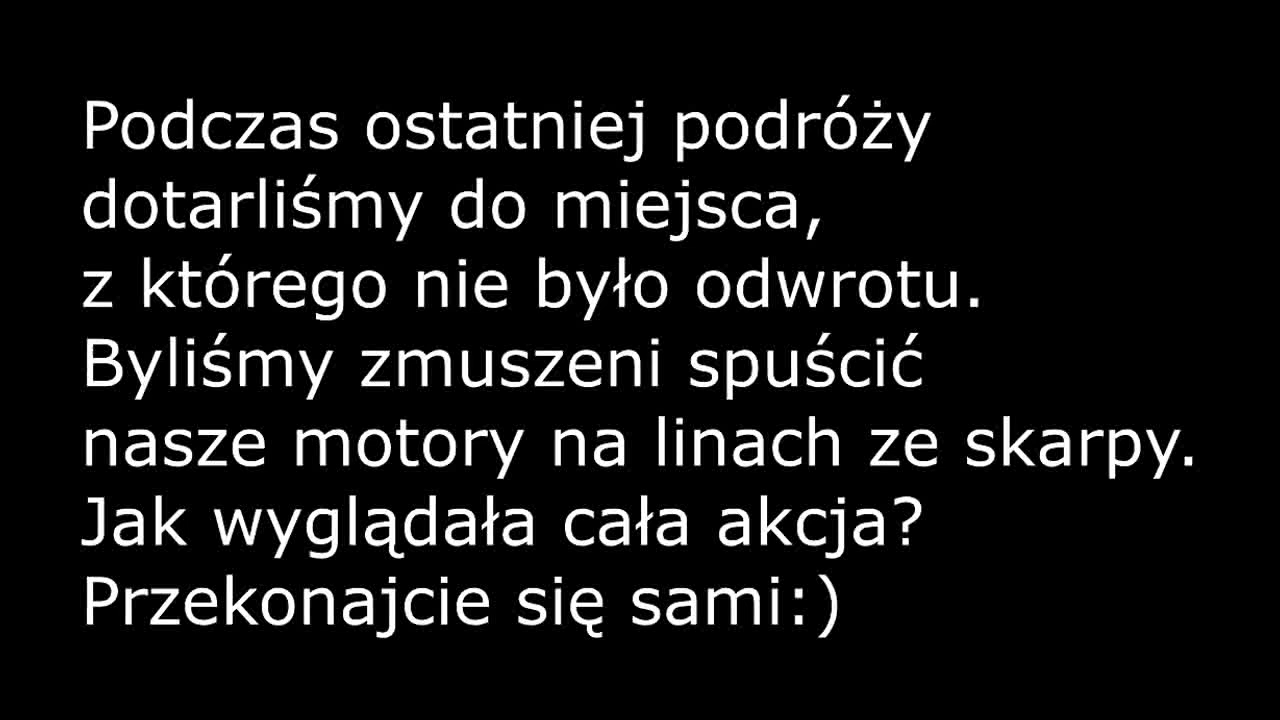 Podczas ostatniej podróży
dotarliśmy do miejsca,
z którego nie było odwrotu.
Byliśmy zmuszeni spuścić
nasze motory na linach ze skarpy.
Jak wyglądała cała akcja?
Przekonajcie się sami:)